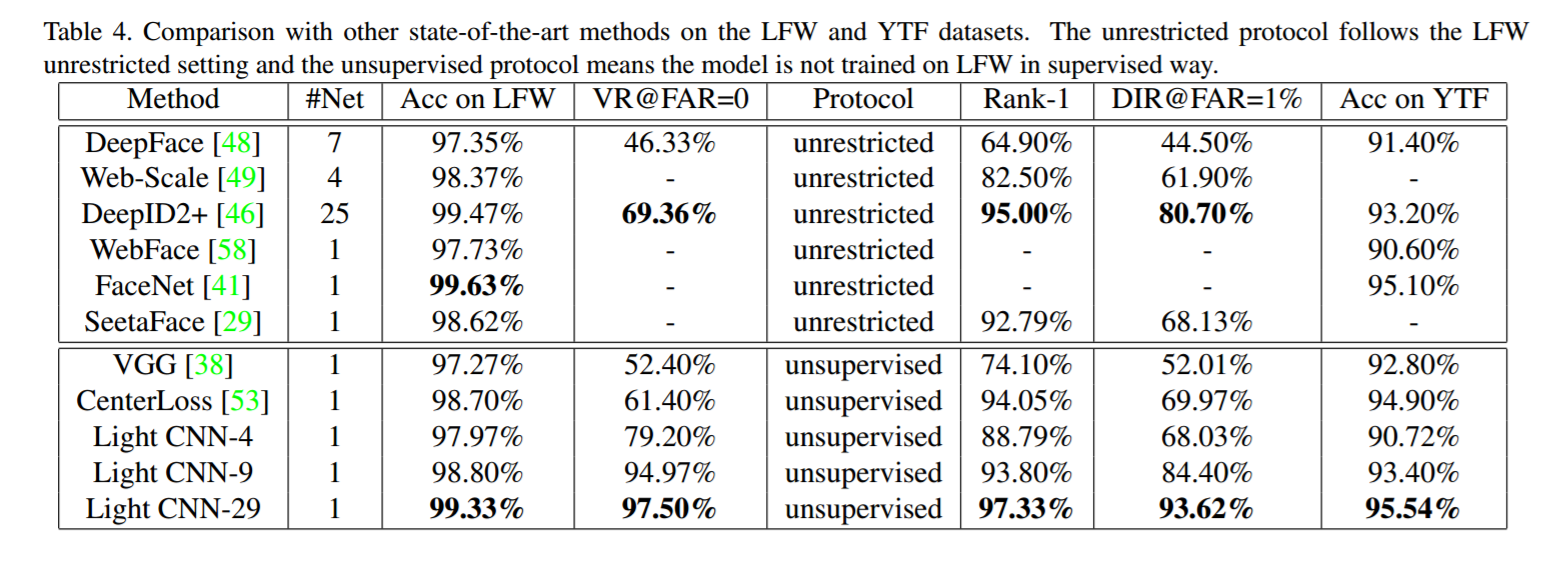 Table 4. Comparison with other state-of-the-art methods on the LFW and YTF datasets. The unrestricted protocol follows the LFW
unrestricted setting and the unsupervised protocol means the model is not trained on LFW in supervised way.
Method #Net Acc on LFW VR@FAR=0 Protocol Rank-1 DIR@FAR=1% Acc on YTF
DeepFace [48] 7 97.35% 46.33% unrestricted 64.90% 44.50% 91.40%
Web-Scale [49] 4 98.37% - unrestricted 82.50% 61.90% -
DeepID2+ [46] 25 99.47% 69.36% unrestricted 95.00% 80.70% 93.20%
WebFace [58] 1 97.73% - unrestricted - - 90.60%
FaceNet [41] 1 99.63% - unrestricted - - 95.10%
SeetaFace [29] 1 98.62% - unrestricted 92.79% 68.13% -
VGG [38] 1 97.27% 52.40% unsupervised 74.10% 52.01% 92.80%
CenterLoss [53] 1 98.70% 61.40% unsupervised 94.05% 69.97% 94.90%
Light CNN-4 1 97.97% 79.20% unsupervised 88.79% 68.03% 90.72%
Light CNN-9 1 98.80% 94.97% unsupervised 93.80% 84.40% 93.40%
Light CNN-29 1 99.33% 97.50% unsupervised 97.33% 93.62% 95.54%